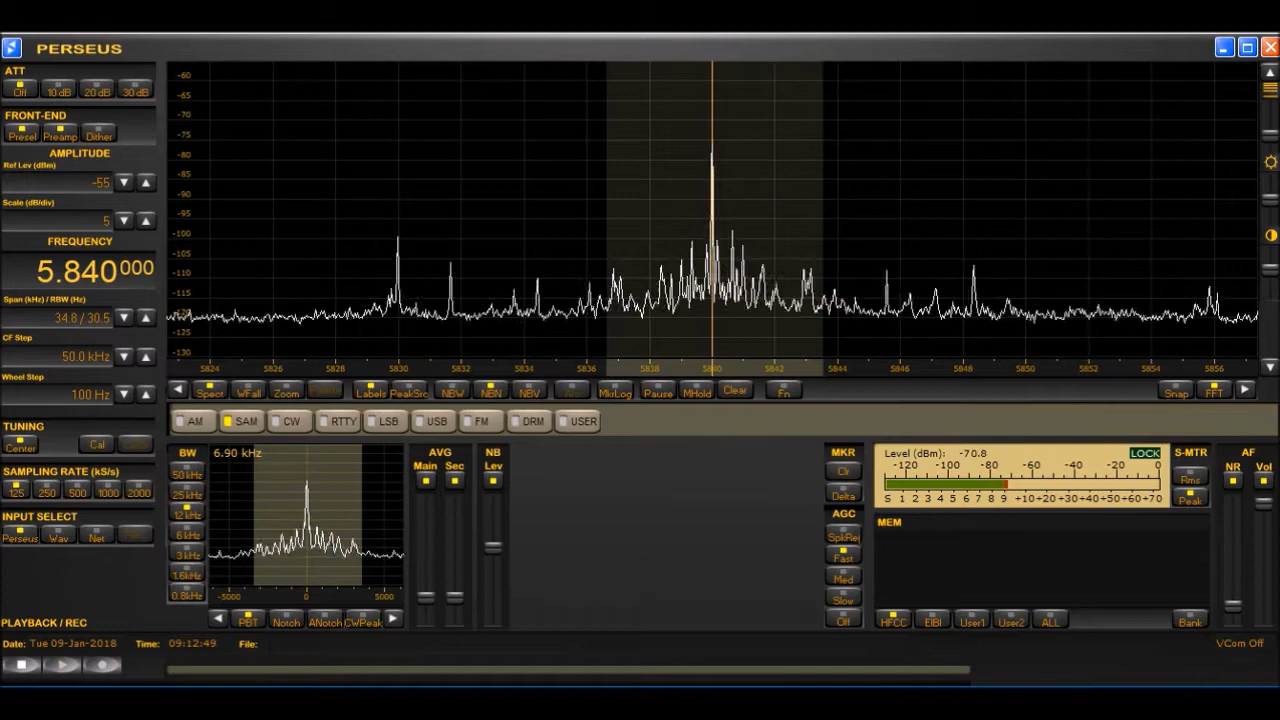 PERSEUS
ATT
Off 10 dB 20 dB 30 dB
FRONT-END
Presel Preamp Dither
AMPLITUDE
Ref Lev (dBm)
-55
Scale (dB/div)
5
FREQUENCY
5.840000
Span (kHz) / RBW (Hz)
34.8 / 30.5
CF Step
50.0 kHz
Wheel Step
100 Hz
TUNING
Center Cal
SAMPLING RATE (kS/s)
125 250 500 1000 2000
INPUT SELECT
Perseus Wav Net
-60
-65
-70
-75
-80
-85
-90
-95
-100
-105
-110
-115
-120
-125
-130
5824 5826 5828 5830 5832 5834 5836 5838 5840 5842 5844 5846 5848 5850 5852 5854 5856
Spect WFall Zoom Labels PeakSrc NBW NBN NBV MkrLog Pause MHold Clear Fn Snap FFT
AM SAM CW RTTY LSB USB FM DRM USER
BW
50 kHz
25 kHz
12 kHz
6 kHz
3 kHz
1.6kHz
0.8kHz
6.90 kHz
-5000 0 5000
PBT Notch ANotch CWPeak
AVG
Main Sec
NB
Lev
MKR
Clr
Delta
AGC
SpkRej
Fast
Med
Slow
Off
Level (dBm): -70.8 LOCK
-120 -100 -80 -60 -40 -20 0
S 1 2 3 4 5 6 7 8 9 +10 +20 +30 +40 +50 +60 +70
S-MTR
Rms
Peak
AF
NR Vol
MEM
HFCC EIBI User1 User2 ALL Bank
PLAYBACK / REC
Date: Tue 09-Jan-2018 Time: 09:12:49 File:
VCom Off